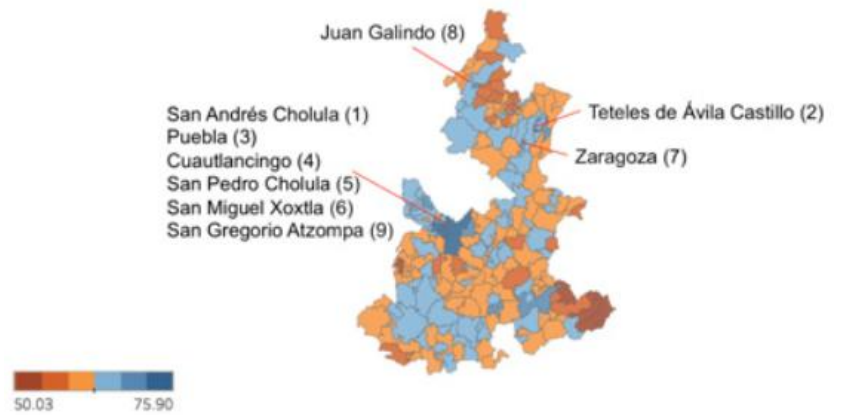 Juan Galindo (8)
San Andrés Cholula (1)
Puebla (3)
Cuautlancingo (4)
San Pedro Cholula (5)
San Miguel Xoxtla (6)
San Gregorio Atzompa (9)
Teteles de Ávila Castillo (2)
Zaragoza (7)
50.03
75.90